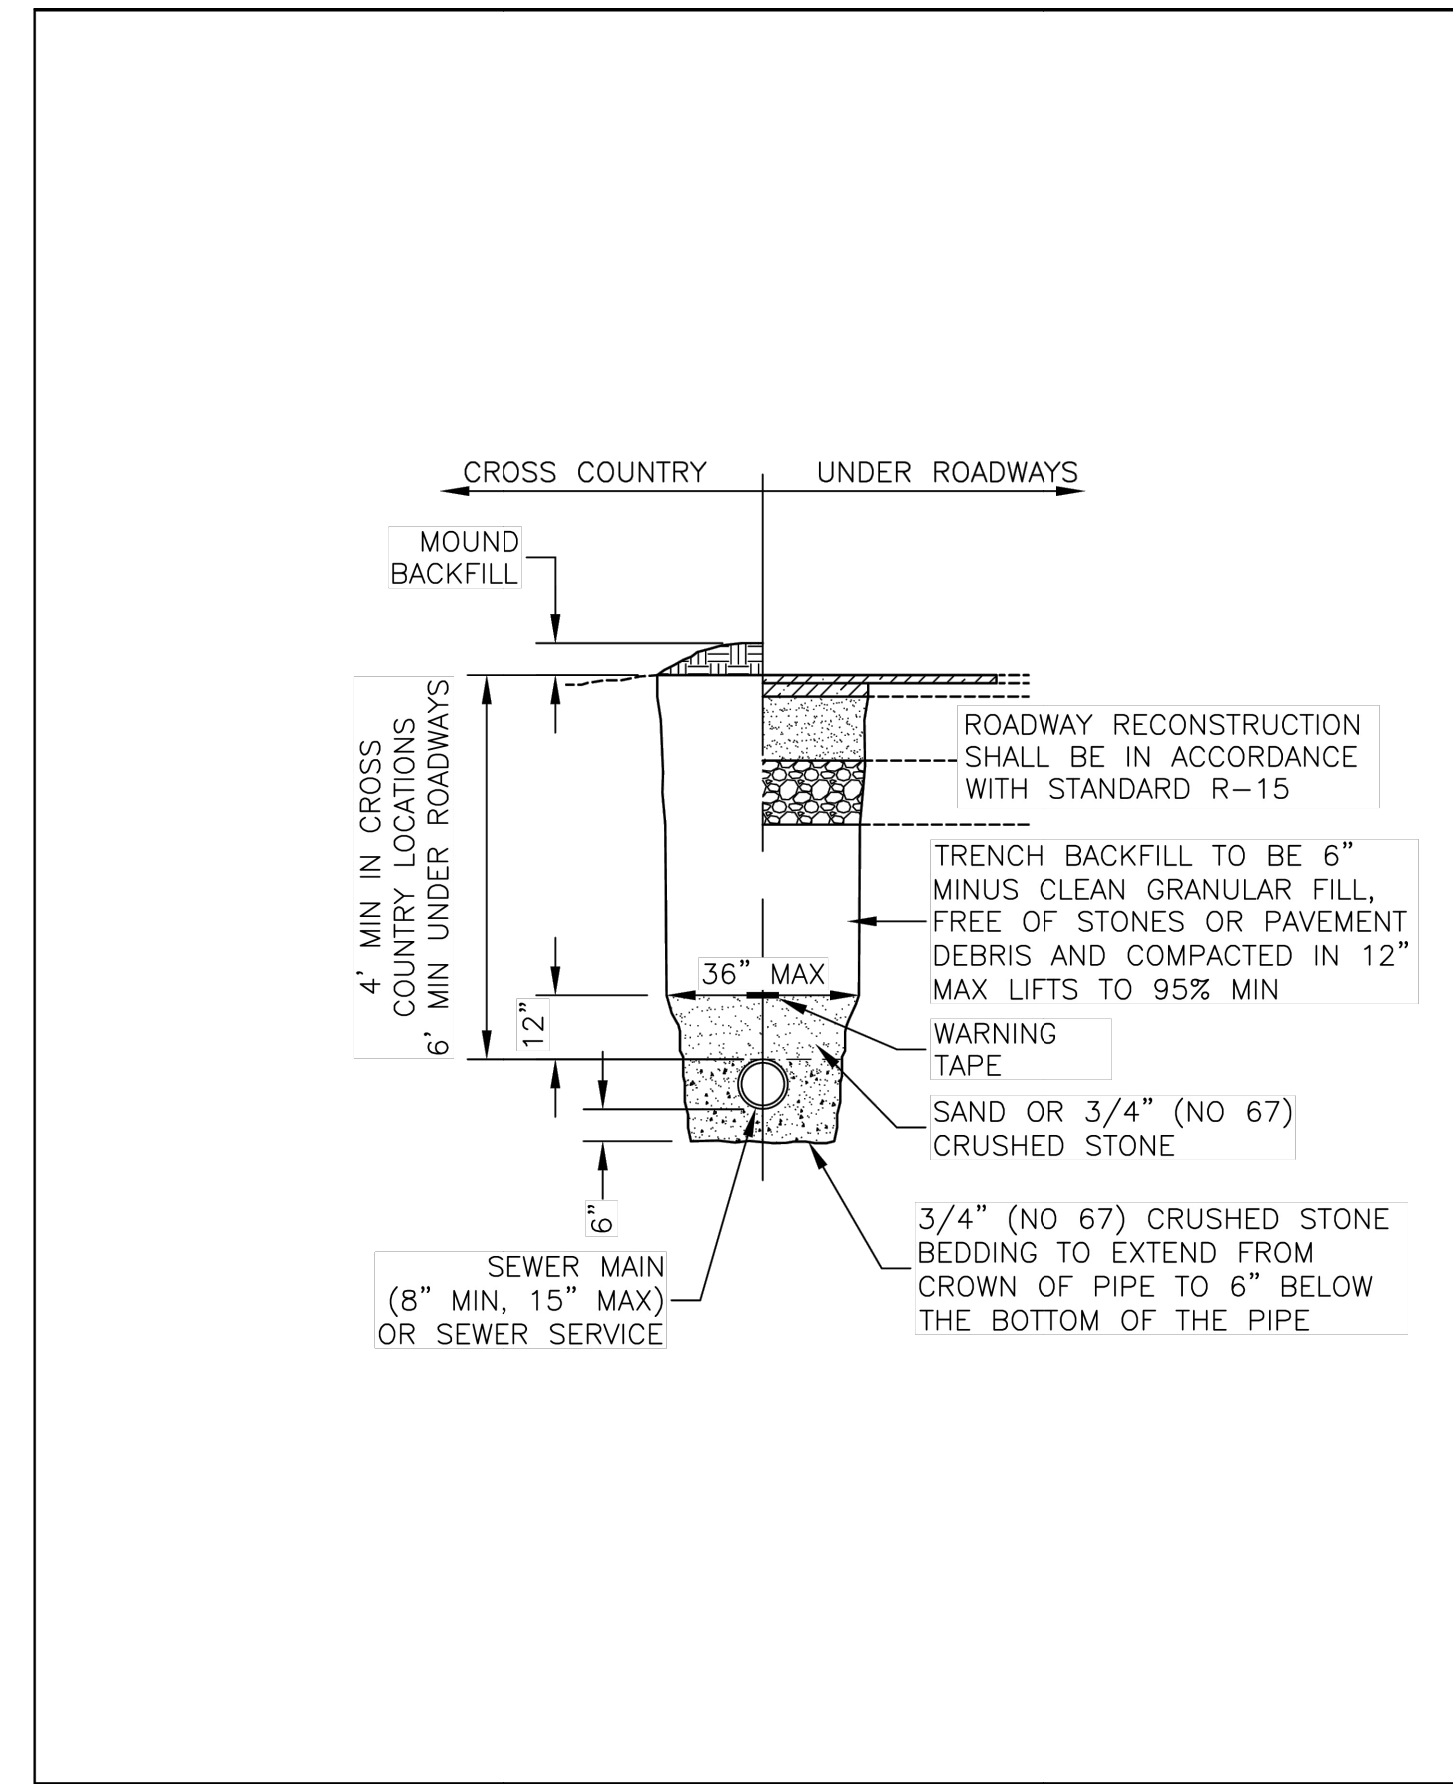 CROSS COUNTRY
UNDER ROADWAYS
MOUND
BACKFILL
4' MIN IN CROSS
COUNTRY LOCATIONS
6' MIN UNDER ROADWAYS
ROADWAY RECONSTRUCTION
SHALL BE IN ACCORDANCE
WITH STANDARD R-15
TRENCH BACKFILL TO BE 6"
MINUS CLEAN GRANULAR FILL,
FREE OF STONES OR PAVEMENT
DEBRIS AND COMPACTED IN 12"
MAX LIFTS TO 95% MIN
36" MAX
12"
WARNING
TAPE
SAND OR 3/4" (NO 67)
CRUSHED STONE
6"
3/4" (NO 67) CRUSHED STONE
BEDDING TO EXTEND FROM
CROWN OF PIPE TO 6" BELOW
THE BOTTOM OF THE PIPE
SEWER MAIN
(8" MIN, 15" MAX)
OR SEWER SERVICE